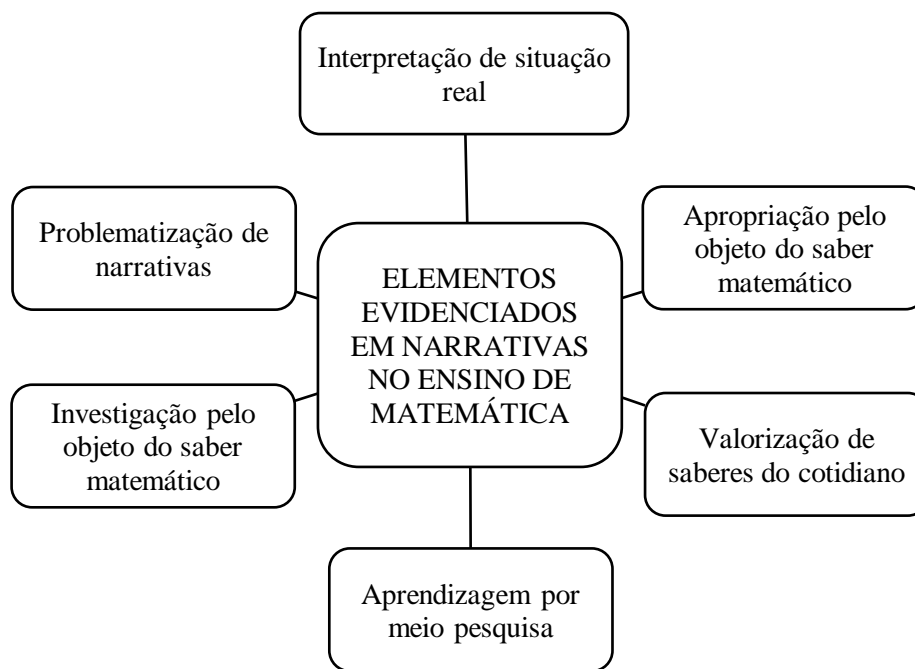 Interpretação de situação
real
Problematização de
narrativas
Apropriação pelo
objeto do saber
matemático
ELEMENTOS
EVIDENCIADOS
EM NARRATIVAS
NO ENSINO DE
MATEMÁTICA
Investigação pelo
objeto do saber
matemático
Valorização de
saberes do cotidiano
Aprendizagem por
meio pesquisa